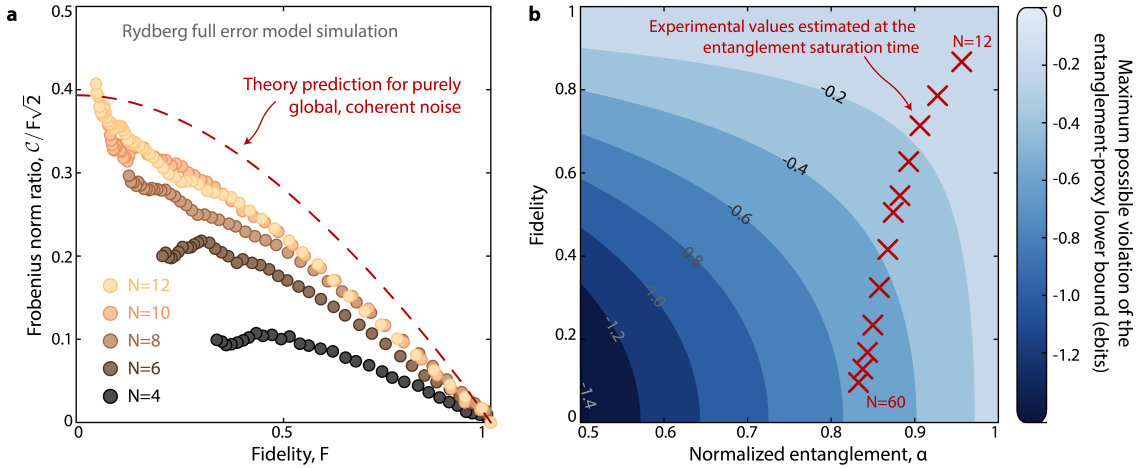 a
Rydberg full error model simulation
Theory prediction for purely
global, coherent noise
Frobenius norm ratio, 𝒞/F√2
0.5
0.4
0.3
0.2
0.1
0
N=12
N=10
N=8
N=6
N=4
0
0.5
1
Fidelity, F
b
Experimental values estimated at the
entanglement saturation time
N=12
N=60
-0.2
-0.4
-0.6
-0.8
-1.0
-1.2
-1.4
Fidelity
1
0.8
0.6
0.4
0.2
0
0.5
0.6
0.7
0.8
0.9
1
Normalized entanglement, α
0
-0.2
-0.4
-0.6
-0.8
-1.0
-1.2
Maximum possible violation of the
entanglement-proxy lower bound (ebits)